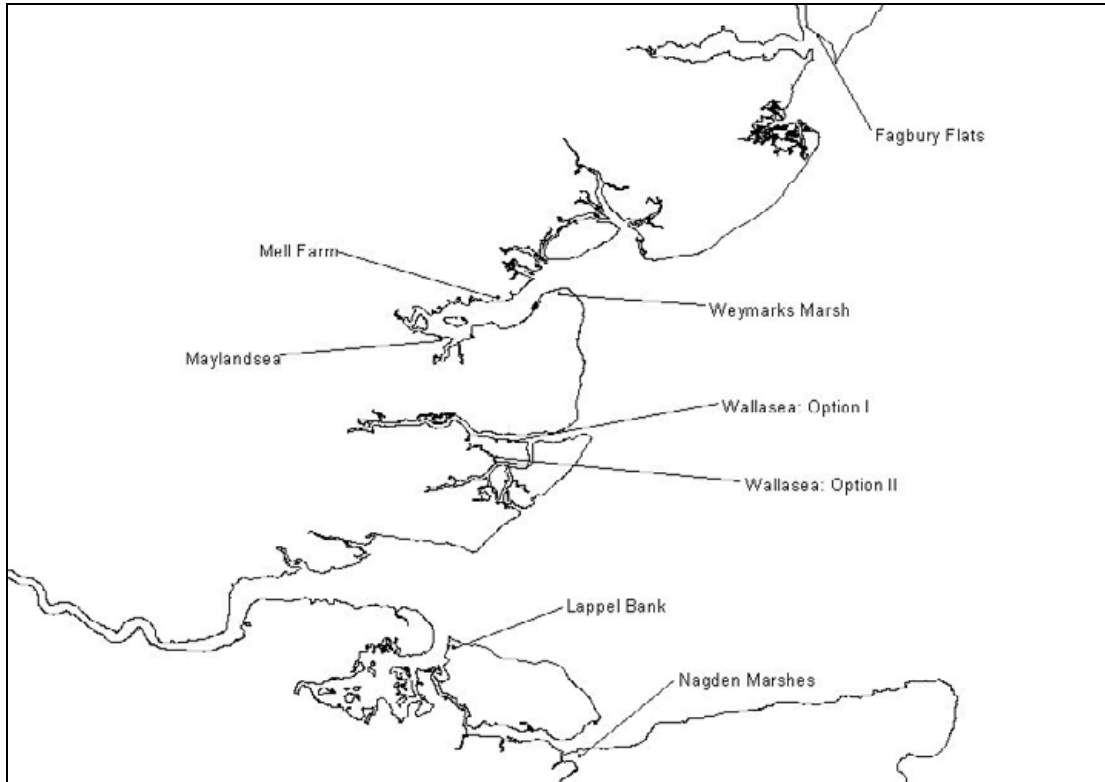 Fagbury Flats
Mell Farm
Weymarks Marsh
Maylandsea
Wallasea: Option I
Wallasea: Option II
Lappel Bank
Nagden Marshes